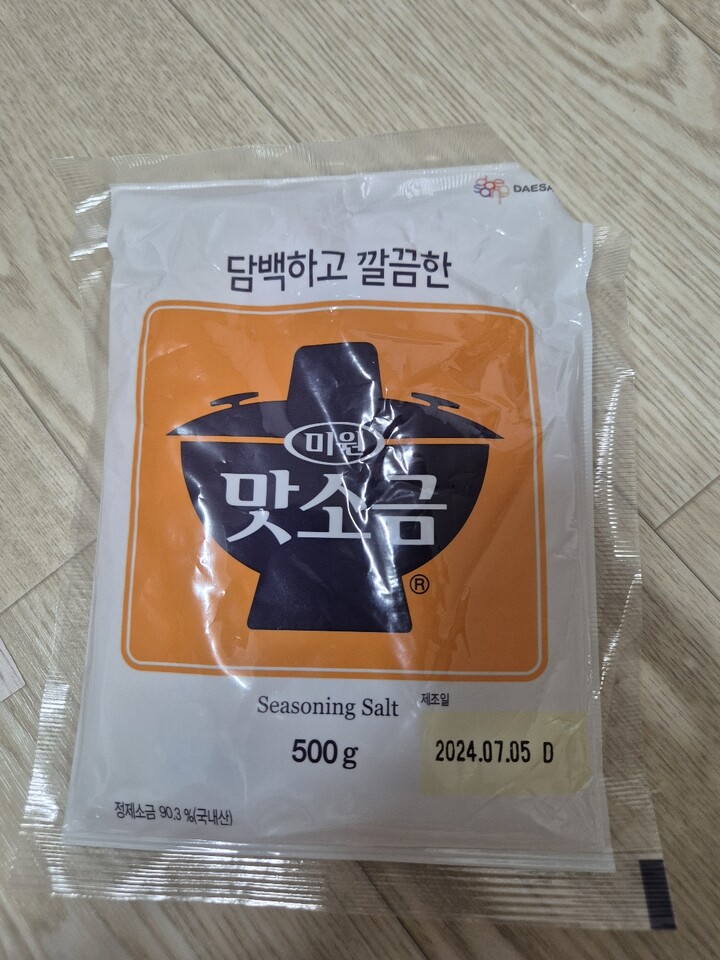 담백하고 깔끔한
미원
맛소금
®
Seasoning Salt
제조일
500g
2024.07.05 D
정제소금 90.3 %(국내산)